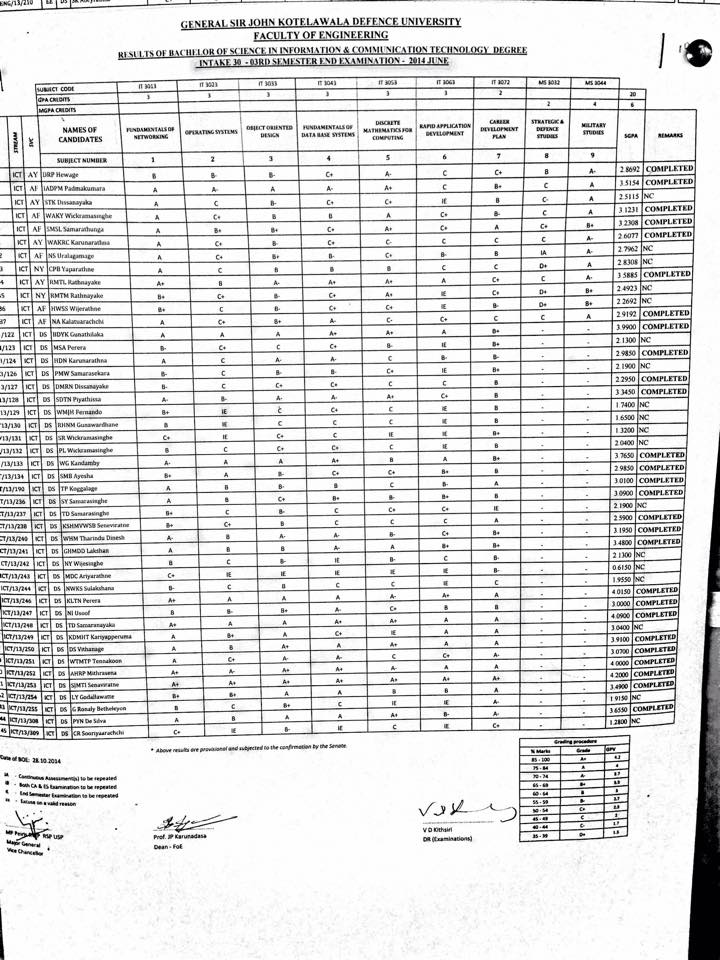 ENG/13/210 EE DS
GENERAL SIR JOHN KOTELAWALA DEFENCE UNIVERSITY
FACULTY OF ENGINEERING
RESULTS OF BACHELOR OF SCIENCE IN INFORMATION & COMMUNICATION TECHNOLOGY DEGREE
INTAKE 30 - 03RD SEMESTER END EXAMINATION - 2014 JUNE
SUBJECT CODE IT 3013 IT 3023 IT 3033 IT 3043 IT 3053 IT 3063 IT 3072 MS 3032 MS 3044
GPA CREDITS 3 3 3 3 3 3 2 20
MGPA CREDITS 2 4 6
STREAM SVC NAMES OF CANDIDATES FUNDAMENTALS OF NETWORKING OPERATING SYSTEMS OBJECT ORIENTED DESIGN FUNDAMENTALS OF DATA BASE SYSTEMS DISCRETE MATHEMATICS FOR COMPUTING RAPID APPLICATION DEVELOPMENT CAREER DEVELOPMENT PLAN STRATEGIC & DEFENCE STUDIES MILITARY STUDIES SGPA REMARKS
SUBJECT NUMBER 1 2 3 4 5 6 7 8 9
ICT AY DRP Hewage B B- B- C+ A- C C+ B A- 2.8692 COMPLETED
ICT AF IADPM Padmakumara A A- A- A A+ C B+ C A 3.5154 COMPLETED
ICT AY STK Dissanayaka A C B- C+ C+ IE B C- A 2.5115 NC
ICT AF WAKY Wickramasinghe A C+ B- A A C+ B- C A 3.1231 COMPLETED
ICT AF SMSL Samarathunga A B+ B+ C+ A+ C+ A C+ B+ 3.2308 COMPLETED
ICT AY WAKRC Karunarathna A C+ A- B- C- C C C A- 2.6077 COMPLETED
ICT AF NS Uralagamage A C+ B+ B- C+ B- B IA A- 2.7962 NC
ICT NY CPB Yaparathne A C B B B C C D+ A 2.8308 NC
ICT AY RMTL Rathnayake A+ B A- A+ A+ A- C+ C A- 3.5885 COMPLETED
ICT NY RMTM Rathnayake B+ C+ B- C A+ IE C D+ B+ 2.4923 NC
ICT AF HWSS Wijerathne B+ C B- C+ C+ IE B- D+ B+ 2.2692 NC
ICT AF NA Kalatuarachchi A C+ B+ A C- C+ C C A 2.9192 COMPLETED
/122 ICT DS BDYK Gunathilaka A A A A+ A+ A B+ - - 3.9900 COMPLETED
/123 ICT DS MSA Perera B- C+ C C B- IE B+ - - 2.1300 NC
/124 ICT DS HDN Karunarathna A C A- A- C B- B- - - 2.9850 COMPLETED
3/126 ICT DS PMW Samarasekara B- C B- B- C+ IE B+ - - 2.1900 NC
3/127 ICT DS DMRN Dissanayake B- C C+ C+ A- C B - - 2.2950 COMPLETED
13/128 ICT DS SDTN Piyathissa A- B- A- A- A+ C+ B - - 3.3450 COMPLETED
13/129 ICT DS WMJH Fernando B+ IE C C+ C IE B - - 1.7400 NC
/13/130 ICT DS RHNM Gunawardhane B IE C C C IE B - - 1.6500 NC
/13/131 ICT DS SR Wickramasinghe C+ IE C+ C IE IE B+ - - 1.3200 NC
/13/132 ICT DS PL Wickramasinghe B C C+ C C IE B - - 2.0400 NC
/13/133 ICT DS WG Kandamby A- A A A+ A B A - - 3.7650 COMPLETED
/13/134 ICT DS SMB Ayesha A+ A B- C+ C+ B+ B - - 2.9850 COMPLETED
T/13/190 ICT DS TP Koggalage A B- B B C B- A - - 3.0100 COMPLETED
T/13/236 ICT DS SY Samarasinghe A B C+ B+ B- B+ B - - 3.0900 COMPLETED
CT/13/237 ICT DS TD Samarasinghe B+ C B- C C+ C+ IE - - 2.1900 NC
CT/13/238 ICT DS KSHMVWSB Seneviratne B+ C+ B C C C A - - 2.5900 COMPLETED
CT/13/240 ICT DS WHM Tharindu Dinesh A- B A- A- B- C+ B+ - - 3.1950 COMPLETED
CT/13/241 ICT DS GHMDD Lakshan A B B A- A B+ B+ - - 3.4800 COMPLETED
CT/13/242 ICT DS NY Wijesinghe B- C C IE B- C B- - - 2.1300 NC
ICT/13/243 ICT DS MDC Ariyarathne C+ IE IE IE IE IE B- - - 0.6150 NC
ICT/13/244 ICT DS NWKS Sulakshana B- C B C C IE C - - 1.9550 NC
ICT/13/246 ICT DS KLTN Perera A+ A A A A- A+ A - - 4.0150 COMPLETED
ICT/13/247 ICT DS NI Usoof B B- B+ A- C+ B B - - 3.0000 COMPLETED
ICT/13/248 ICT DS TD Samaranayaka A+ A A A+ A A A - - 4.0900 COMPLETED
ICT/13/249 ICT DS KDMHT Kariyapperuma A B+ A C+ IE A A - - 3.0400 NC
ICT/13/250 ICT DS DS Vithanage A B A+ A A+ A A - - 3.9100 COMPLETED
ICT/13/251 ICT DS WTMTP Tennakoon A C+ A- A- C C+ A- - - 3.0700 COMPLETED
ICT/13/252 ICT DS AHRP Mithrasena A+ A- A+ A+ A- A A - - 4.0000 COMPLETED
ICT/13/253 ICT DS SJMTI Senaviratne A+ A+ A+ A+ A+ A+ A+ - - 4.2000 COMPLETED
ICT/13/254 ICT DS LY Godallawatte B+ B+ A A B B A - - 3.4900 COMPLETED
ICT/13/255 ICT DS G Ronaly Betheleyon B C B+ C IE IE A- - - 1.9150 NC
44 ICT/13/308 ICT DS PYN De Silva A B A A+ B- A A - - 3.6550 COMPLETED
45 ICT/13/309 ICT DS CR Sooriyaarachchi C+ IE B- IE C IE C+ - - 1.2800 NC
* Above results are provisional and subjected to the confirmation by the Senate.
Date of BOE: 28.10.2014
IA - Continuous Assessment(s) to be repeated
- Both CA & ES Examination to be repeated
- End Semester Examination to be repeated
- Excuse on a valid reason
RSP USP
Major General
Vice Chancellor
Prof. JP Karunadasa
Dean - FoE
V D Kithsiri
DR (Examinations)
Grading procedure
% Marks Grade GPV
85 - 100 A+ 4.2
75 - 84 A 4
70 - 74 A- 3.7
65 - 69 B+ 3.3
60 - 64 B 3
55 - 59 B- 2.7
50 - 54 C+ 2.3
45 - 49 C 2
40 - 44 C- 1.7
35 - 39 D+ 1.3